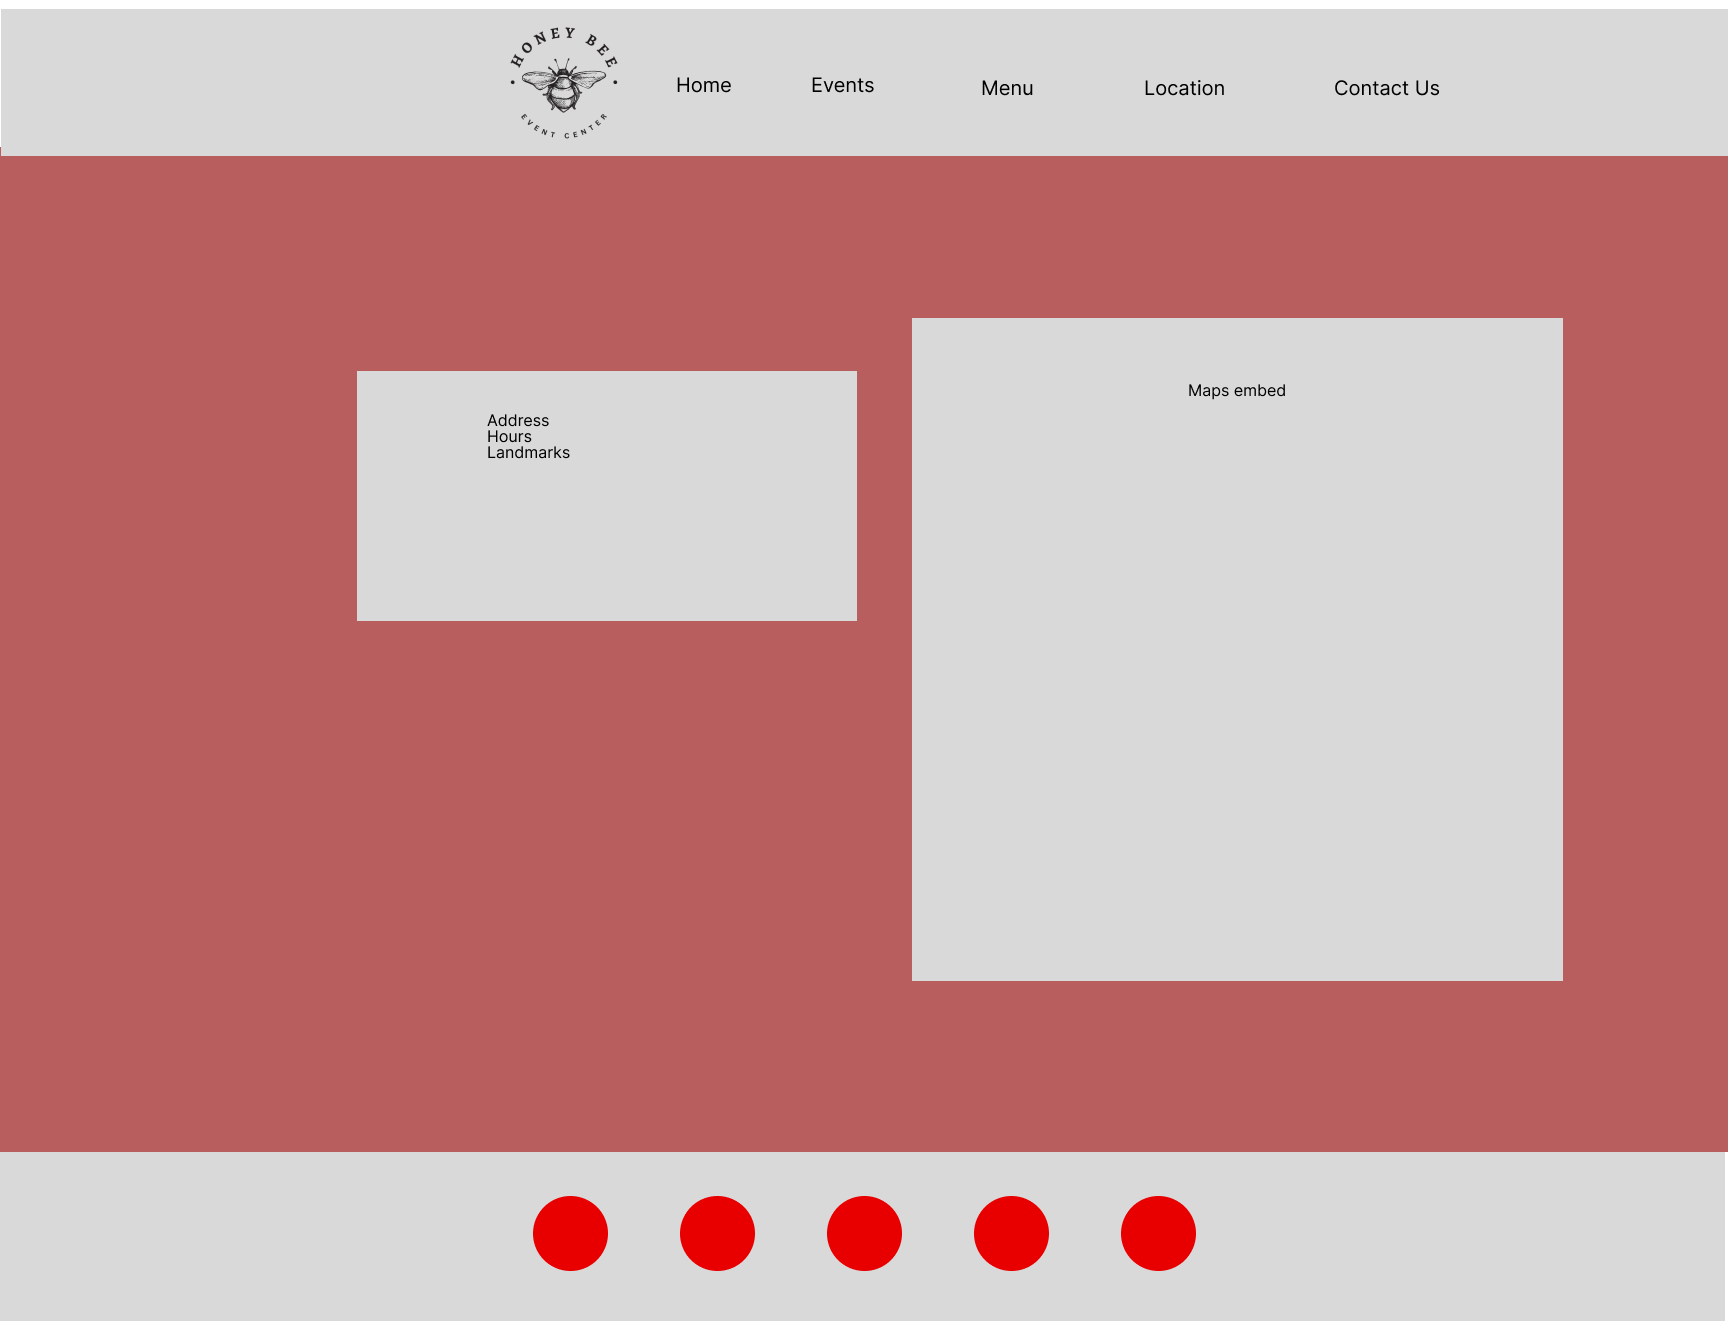 HONEY BEE
EVENT CENTER
Home
Events
Menu
Location
Contact Us
Address
Hours
Landmarks
Maps embed